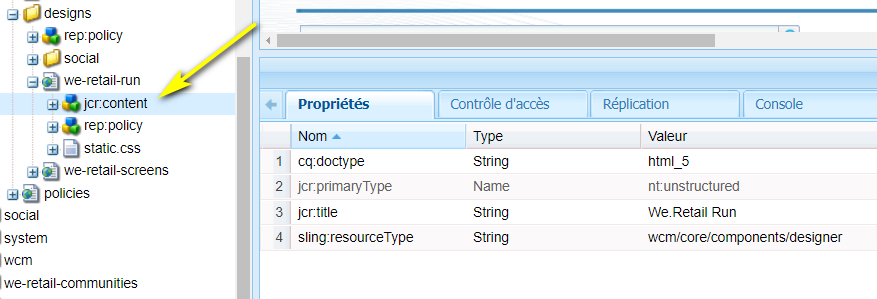 designs
rep:policy
social
we-retail-run
jcr:content
rep:policy
static.css
we-retail-screens
policies
social
system
wcm
we-retail-communities
Propriétés Contrôle d'accès Réplication Console
Nom Type Valeur
1 cq:doctype String html_5
2 jcr:primaryType Name nt:unstructured
3 jcr:title String We.Retail Run
4 sling:resourceType String wcm/core/components/designer